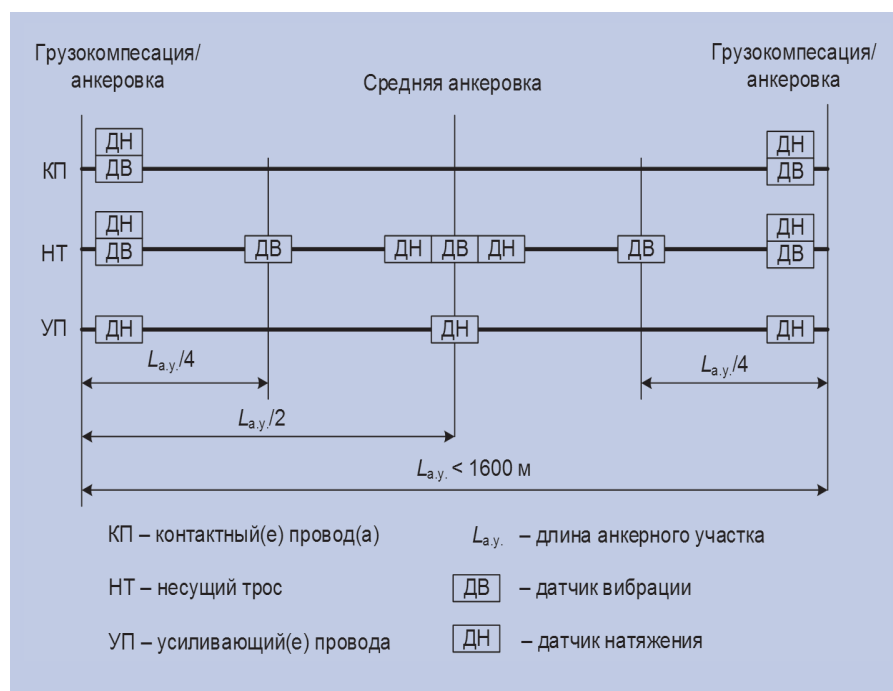 Грузокомпесация/
анкеровка
Средняя анкеровка
Грузокомпесация/
анкеровка
КП
ДН
ДВ
ДН
ДВ
НТ
ДН
ДВ
ДВ
ДН ДВ ДН
ДВ
ДН
ДВ
УП
ДН
ДН
ДН
Lа.у./4
Lа.у./4
Lа.у./2
Lа.у. < 1600 м
КП – контактный(е) провод(а)
Lа.у. – длина анкерного участка
НТ – несущий трос
ДВ – датчик вибрации
УП – усиливающий(е) провода
ДН – датчик натяжения